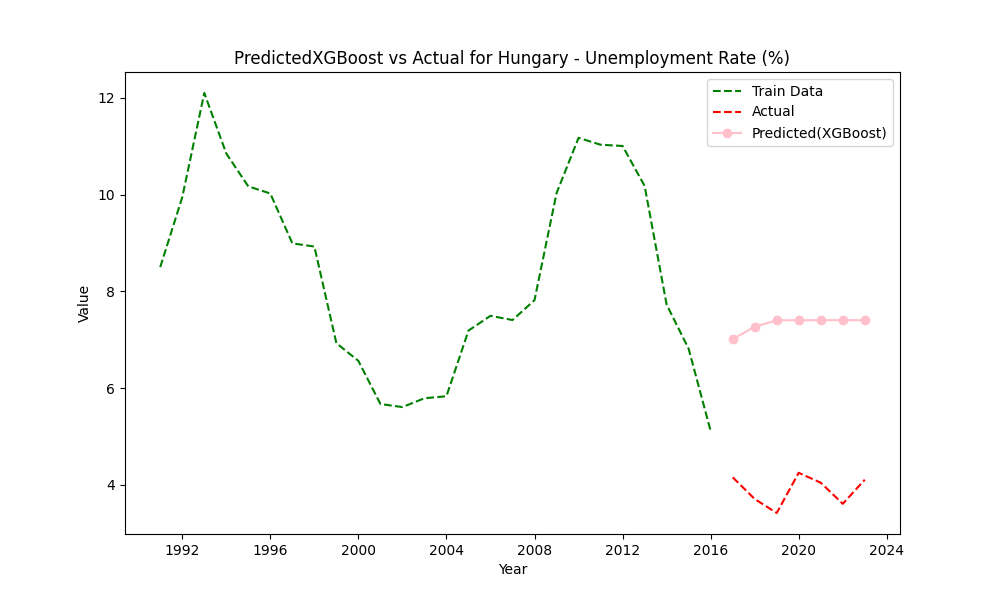 PredictedXGBoost vs Actual for Hungary - Unemployment Rate (%)
Train Data
Actual
Predicted(XGBoost)
Value
12
10
8
6
4
1992 1996 2000 2004 2008 2012 2016 2020 2024
Year